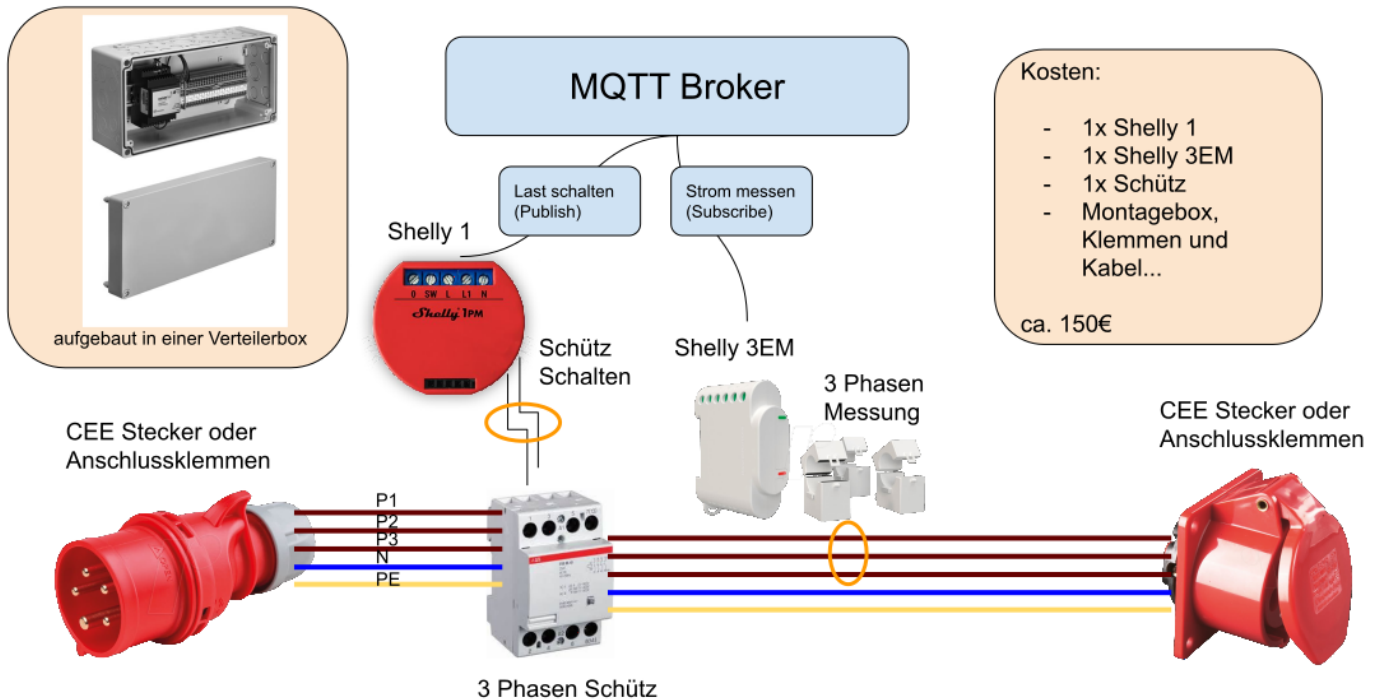 MQTT Broker
Kosten:
- 1x Shelly 1
- 1x Shelly 3EM
- 1x Schütz
- Montagebox,
Klemmen und
Kabel...
ca. 150€
aufgebaut in einer Verteilerbox
Last schalten
(Publish)
Strom messen
(Subscribe)
Shelly 1
0 SW L L1 N
Shelly 1PM
Schütz
Schalten
Shelly 3EM
3 Phasen
Messung
CEE Stecker oder
Anschlussklemmen
CEE Stecker oder
Anschlussklemmen
P1
P2
P3
N
PE
3 Phasen Schütz